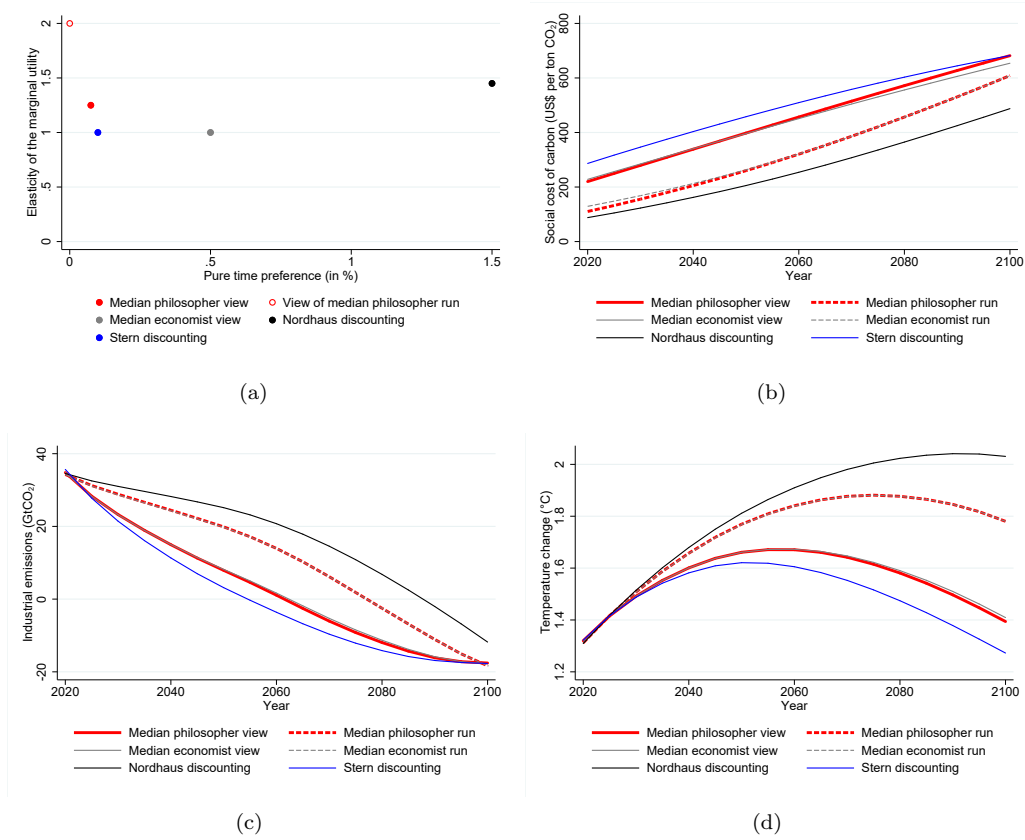 Elasticity of the marginal utility
2
1.5
1
.5
0
0
.5
1
1.5
Pure time preference (in %)
Median philosopher view
View of median philosopher run
Median economist view
Nordhaus discounting
Stern discounting
(a)
Social cost of carbon (US$ per ton CO₂)
800
600
400
200
0
2020
2040
2060
2080
2100
Year
Median philosopher view
Median philosopher run
Median economist view
Median economist run
Nordhaus discounting
Stern discounting
(b)
Industrial emissions (GtCO₂)
40
20
0
-20
2020
2040
2060
2080
2100
Year
Median philosopher view
Median philosopher run
Median economist view
Median economist run
Nordhaus discounting
Stern discounting
(c)
Temperature change (°C)
2
1.8
1.6
1.4
1.2
2020
2040
2060
2080
2100
Year
Median philosopher view
Median philosopher run
Median economist view
Median economist run
Nordhaus discounting
Stern discounting
(d)